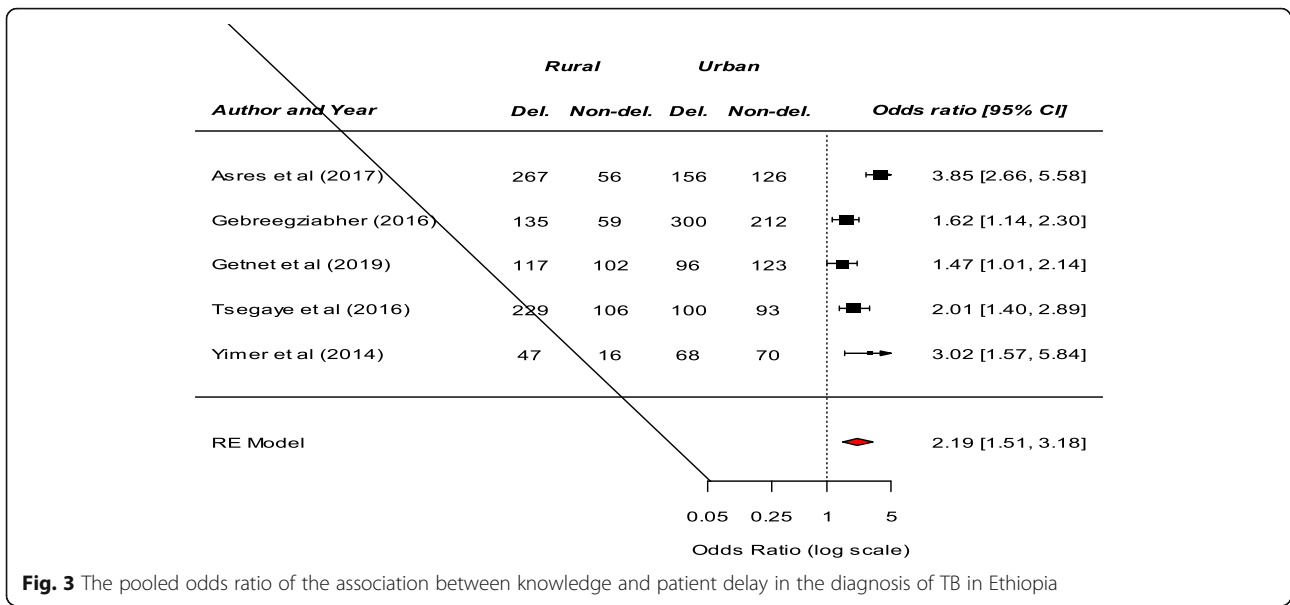 Rural Urban
Author and Year Del. Non-del. Del. Non-del. Odds ratio [95% CI]
Asres et al (2017) 267 56 156 126 3.85 [2.66, 5.58]
Gebreegziabher (2016) 135 59 300 212 1.62 [1.14, 2.30]
Getnet et al (2019) 117 102 96 123 1.47 [1.01, 2.14]
Tsegaye et al (2016) 229 106 100 93 2.01 [1.40, 2.89]
Yimer et al (2014) 47 16 68 70 3.02 [1.57, 5.84]
RE Model 2.19 [1.51, 3.18]
0.05 0.25 1 5
Odds Ratio (log scale)
Fig. 3 The pooled odds ratio of the association between knowledge and patient delay in the diagnosis of TB in Ethiopia